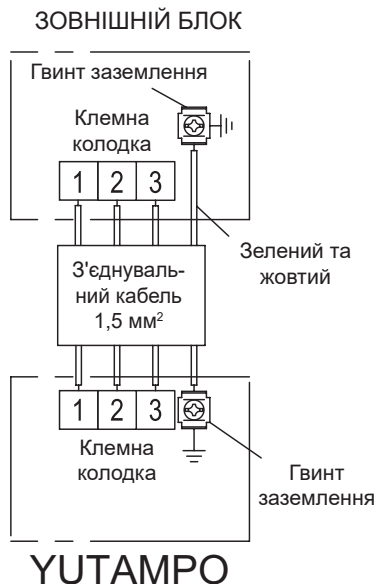 ЗОВНІШНІЙ БЛОК
Гвинт заземлення
Клемна
колодка
1 2 3
Зелений та
жовтий
З'єднуваль-
ний кабель
1,5 мм²
1 2 3
Клемна
колодка
Гвинт
заземлення
YUTAMPO